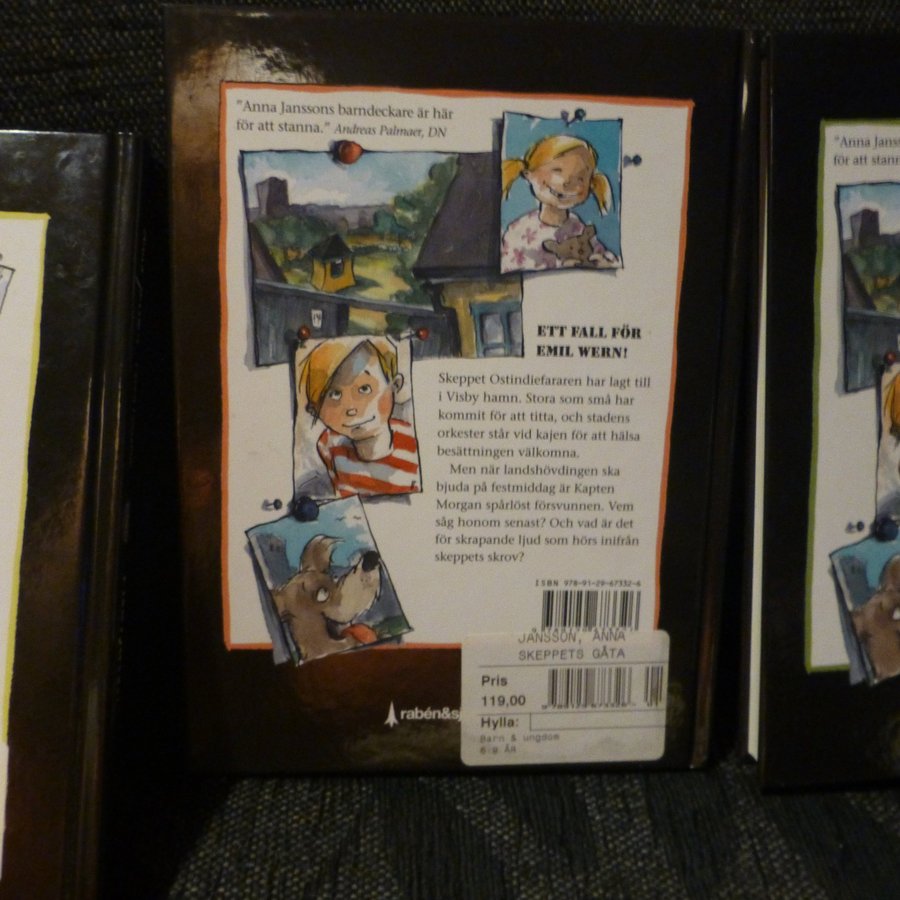 "Anna Janssons barndeckare är här
för att stanna." Andreas Palmaer, DN
ETT FALL FÖR
EMIL WERN!
Skeppet Ostindiefararen har lagt till
i Visby hamn. Stora som små har
kommit för att titta, och stadens
orkester står vid kajen för att hälsa
besättningen välkomna.
Men när landshövdingen ska
bjuda på festmiddag är Kapten
Morgan spårlöst försvunnen. Vem
såg honom senast? Och vad är det
för skrapande ljud som hörs inifrån
skeppets skrov?
ISBN 978-91-29-67332-6
JANSSON, ANNA
SKEPPETS GÅTA
Pris
119,00
Hylla:
Barn & ungdom
6-9 ÅR
rabén&sj
"Anna Jans
för att stann